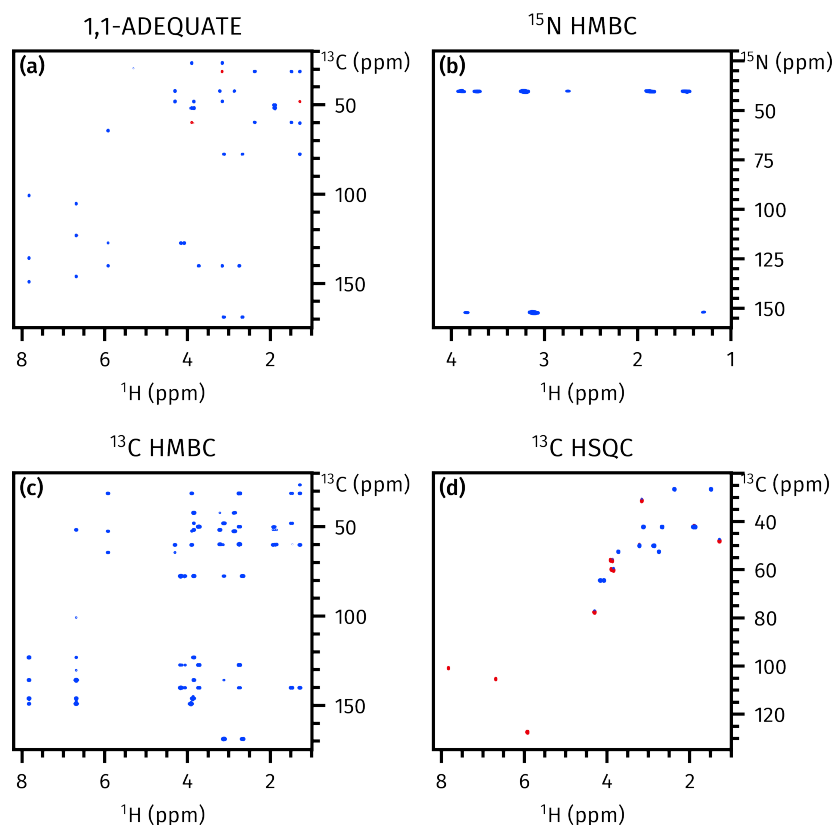 1,1-ADEQUATE
(a)
¹³C (ppm)
50
100
150
8 6 4 2
¹H (ppm)
¹⁵N HMBC
(b)
¹⁵N (ppm)
50
75
100
125
150
4 3 2 1
¹H (ppm)
¹³C HMBC
(c)
¹³C (ppm)
50
100
150
8 6 4 2
¹H (ppm)
¹³C HSQC
(d)
¹³C (ppm)
40
60
80
100
120
8 6 4 2
¹H (ppm)